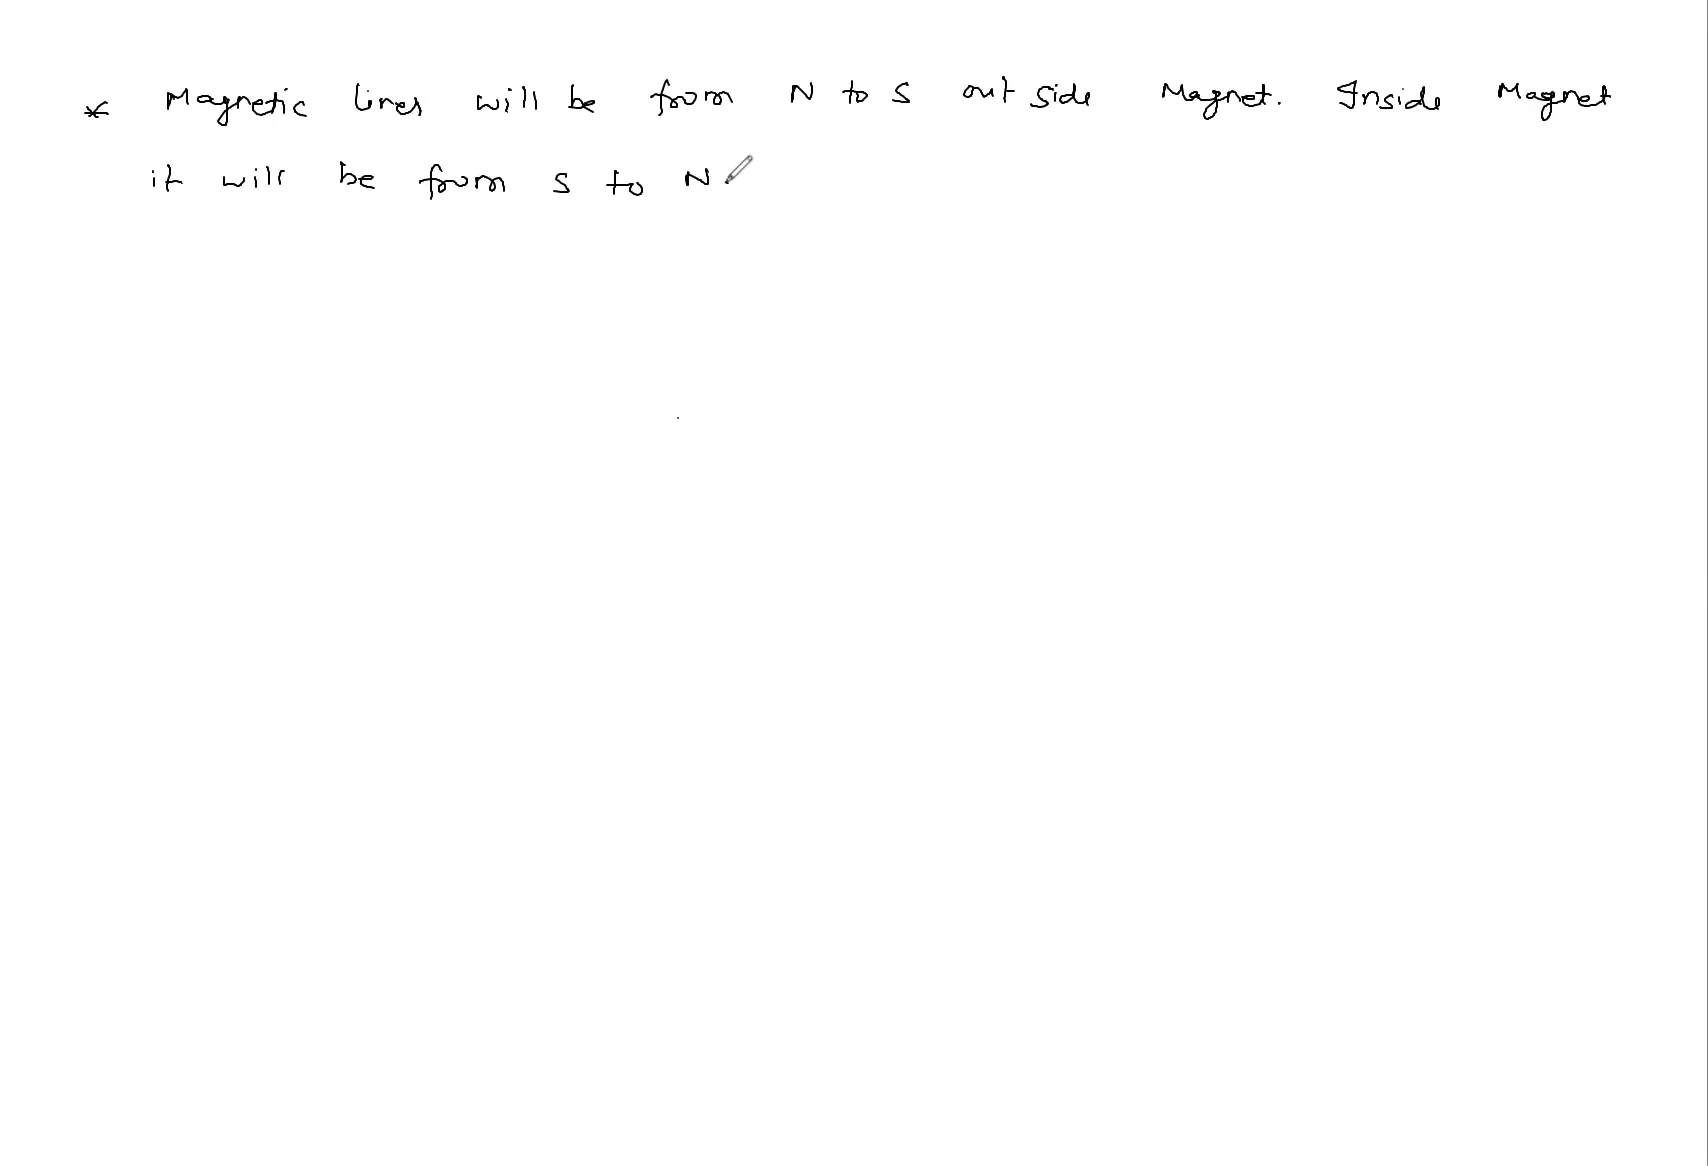 * Magnetic lines will be from N to S out side Magnet. Inside Magnet
it will be from S to N